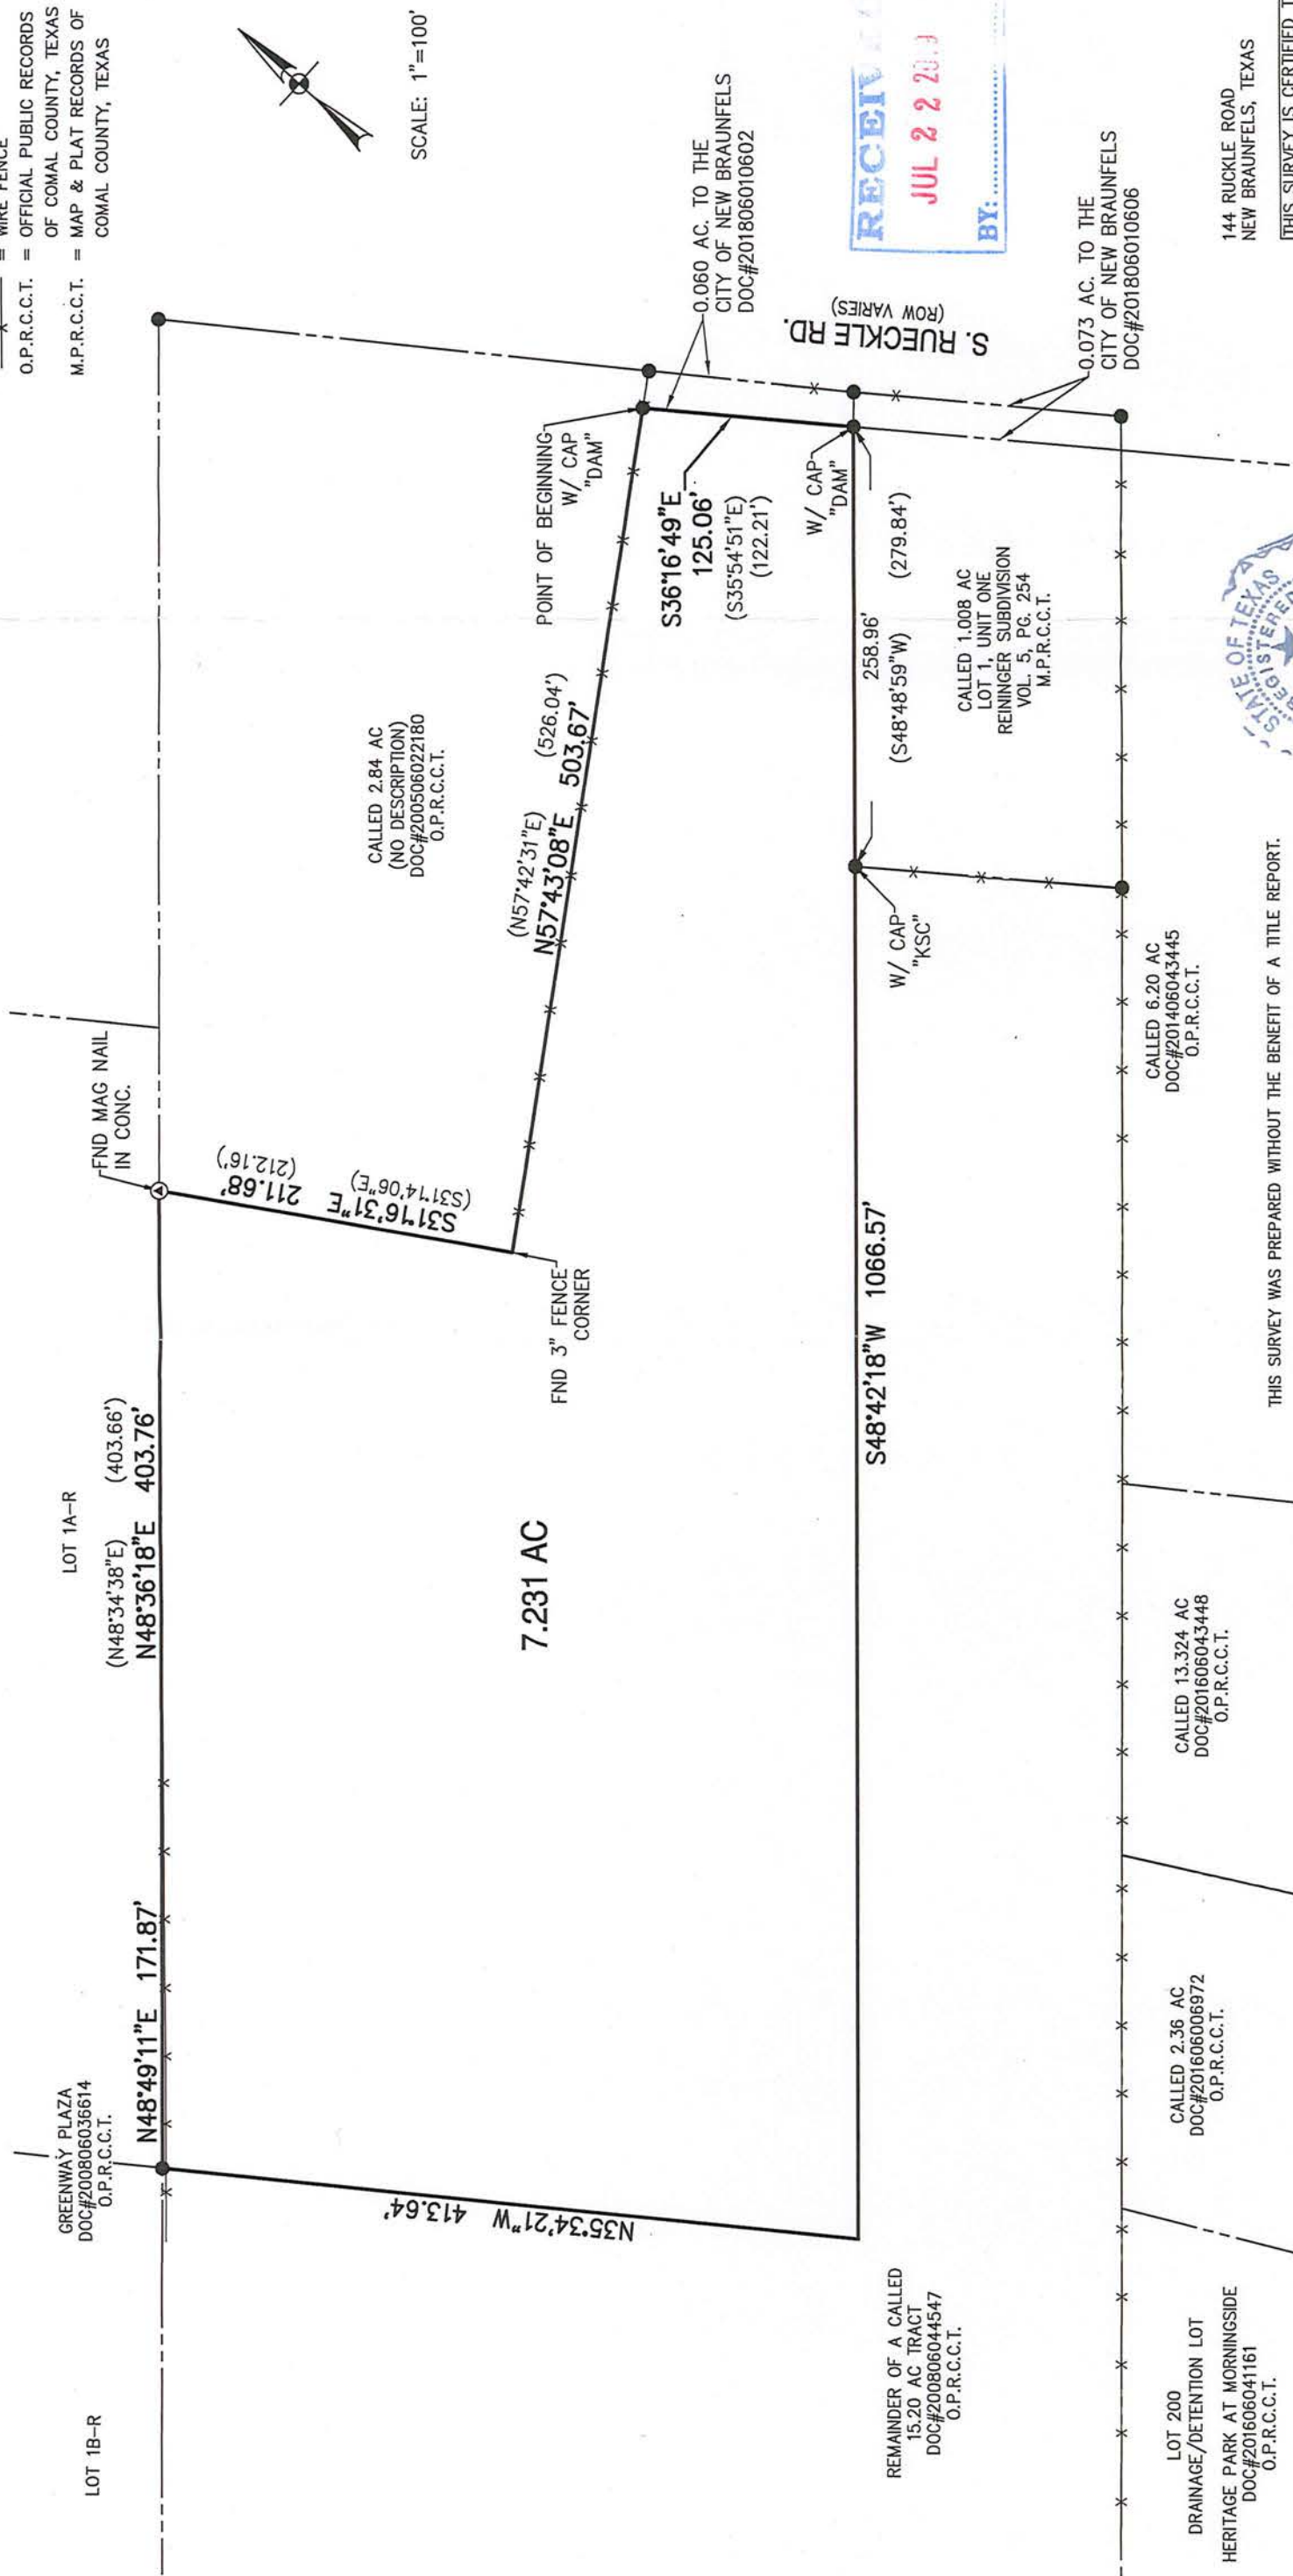 = WIRE FENCE
O.P.R.C.C.T. = OFFICIAL PUBLIC RECORDS
OF COMAL COUNTY, TEXAS
M.P.R.C.C.T. = MAP & PLAT RECORDS OF
COMAL COUNTY, TEXAS
SCALE: 1"=100'
LOT 1B-R
GREENWAY PLAZA
DOC#200806036614
O.P.R.C.C.T.
N48°49'11"E 171.87'
LOT 1A-R
(N48°34'38"E) (403.66')
N48°36'18"E 403.76'
FND MAG NAIL
IN CONC.
S31°16'31"E 211.68'
(S31°14'06"E) (212.16')
FND 3" FENCE
CORNER
CALLED 2.84 AC
(NO DESCRIPTION)
DOC#200506022180
O.P.R.C.C.T.
(N57°42'31"E) (526.04')
N57°43'08"E 503.67'
POINT OF BEGINNING
W/ CAP
"DAM"
S36°16'49"E
125.06'
(S35°54'51"E)
(122.21')
W/ CAP
"DAM"
0.060 AC. TO THE
CITY OF NEW BRAUNFELS
DOC#201806010602
S. RUECKLE RD.
(ROW VARIES)
JUL 2 2
BY:
0.073 AC. TO THE
CITY OF NEW BRAUNFELS
DOC#201806010606
7.231 AC
N35°34'21"W 413.64'
S48°42'18"W 1066.57'
258.96'
(S48°48'59"W) (279.84')
W/ CAP
"KSC"
CALLED 1.008 AC
LOT 1, UNIT ONE
REININGER SUBDIVISION
VOL. 5, PG. 254
M.P.R.C.C.T.
REMAINDER OF A CALLED
15.20 AC TRACT
DOC#200806044547
O.P.R.C.C.T.
LOT 200
DRAINAGE/DETENTION LOT
HERITAGE PARK AT MORNINGSIDE
DOC#201606041161
O.P.R.C.C.T.
CALLED 2.36 AC
DOC#201606006972
O.P.R.C.C.T.
CALLED 13.324 AC
DOC#201606043448
O.P.R.C.C.T.
CALLED 6.20 AC
DOC#201406043445
O.P.R.C.C.T.
THIS SURVEY WAS PREPARED WITHOUT THE BENEFIT OF A TITLE REPORT.
STATE OF TEXAS
144 RUCKLE ROAD
NEW BRAUNFELS, TEXAS
THIS SURVEY IS CERTIFIED